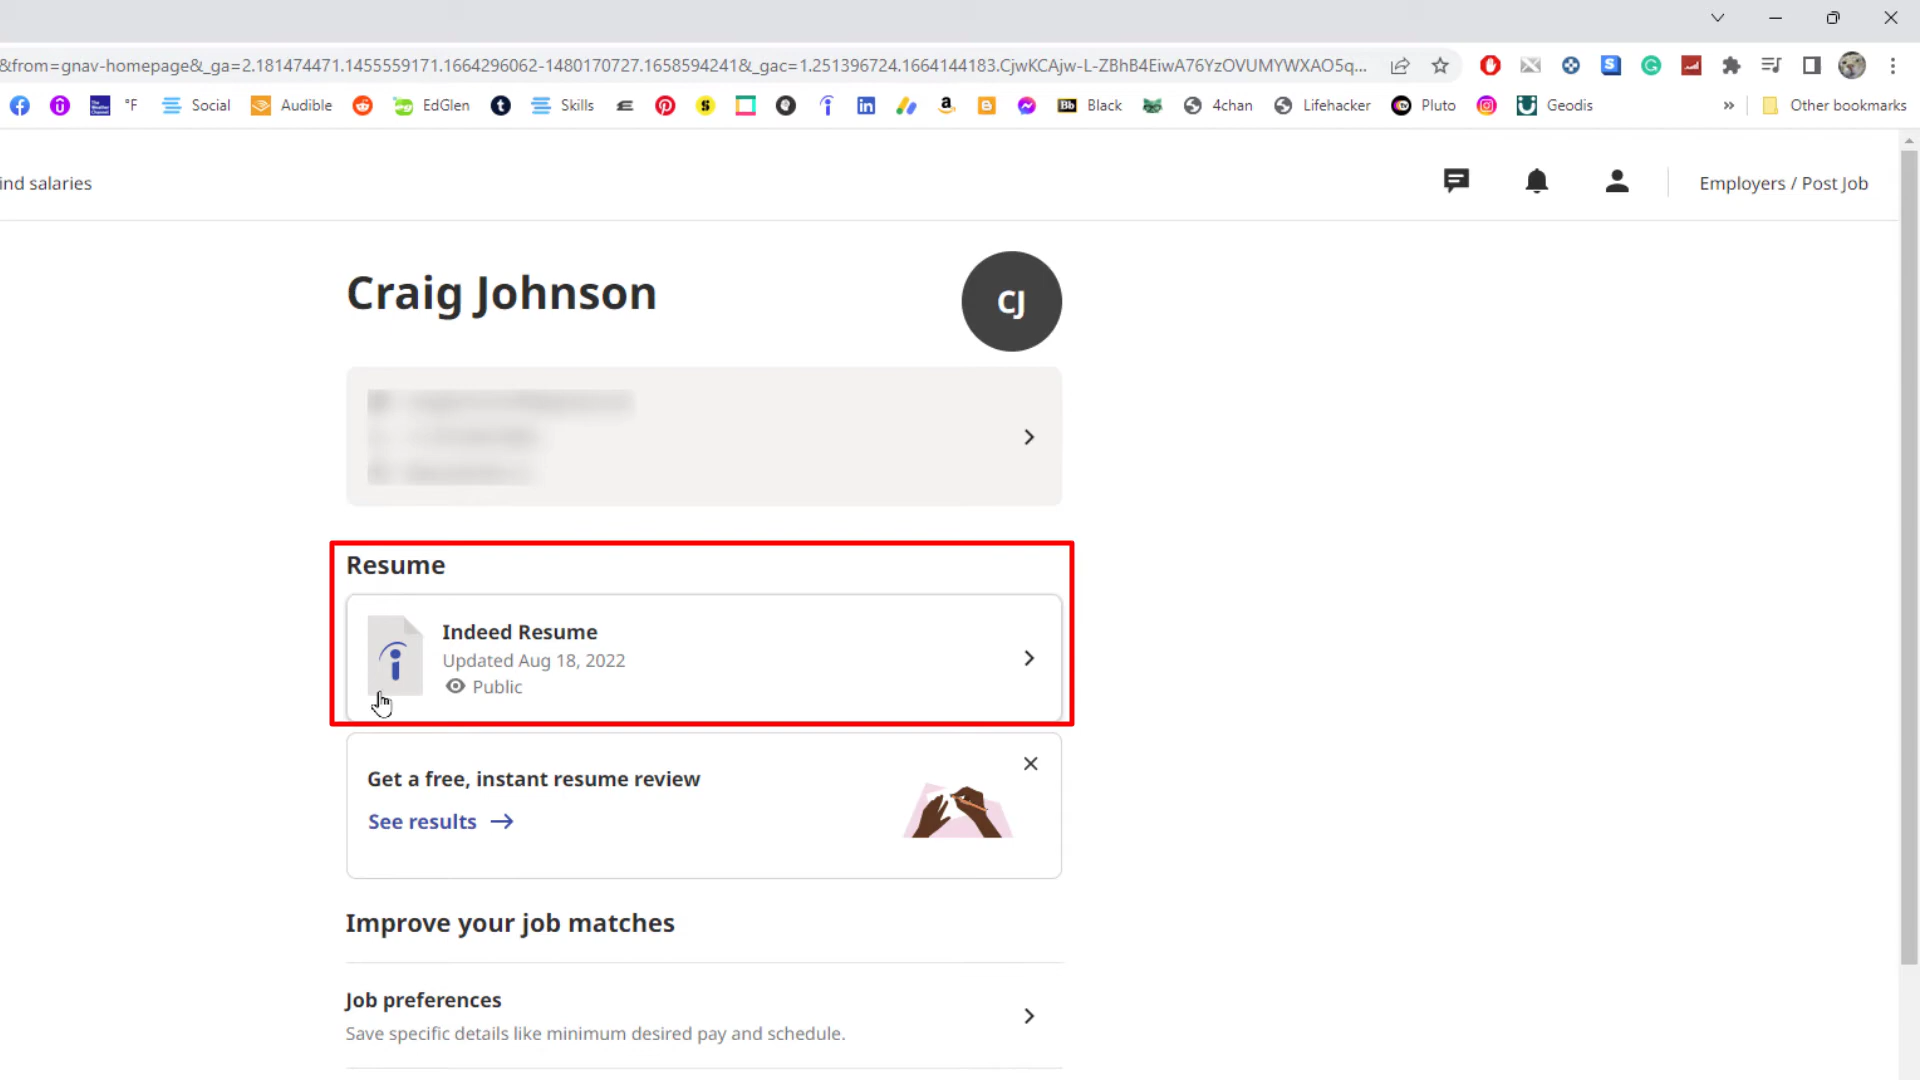 &from=gnav-homepage&_ga=2.181474471.1455559171.1664296062-1480170727.1658594241&_gac=1.251396724.1664144183.CjwKCAjw-L-ZBhB4EiwA76YzOVUMYWXAO5q...
°F Social Audible EdGlen Skills Black 4chan Lifehacker Pluto Geodis » Other bookmarks
ind salaries Employers / Post Job
Craig Johnson CJ
Resume
Indeed Resume
Updated Aug 18, 2022
Public
Get a free, instant resume review
See results →
Improve your job matches
Job preferences
Save specific details like minimum desired pay and schedule.